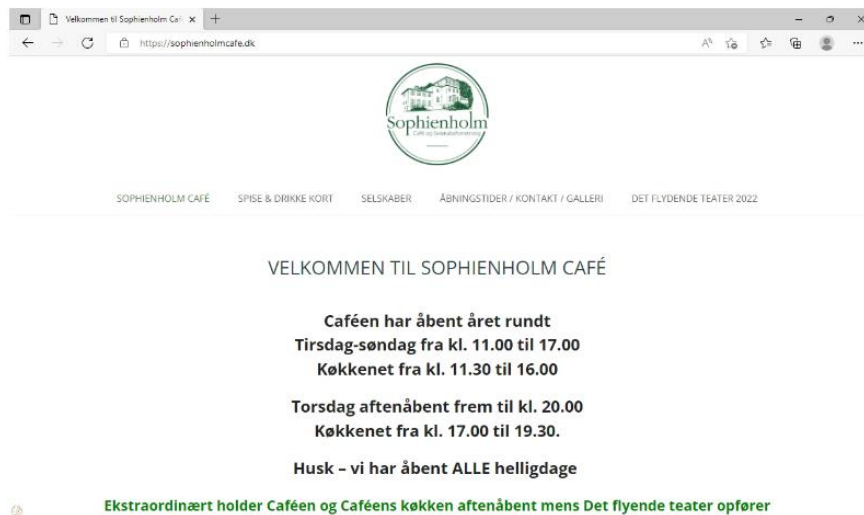 Velkommen til Sophienholm Caf
https://sophienholmcafe.dk
Sophienholm
Café og Selskabsforretning
SOPHIENHOLM CAFÉ SPISE & DRIKKE KORT SELSKABER ÅBNINGSTIDER / KONTAKT / GALLERI DET FLYDENDE TEATER 2022
VELKOMMEN TIL SOPHIENHOLM CAFÉ
Caféen har åbent året rundt
Tirsdag-søndag fra kl. 11.00 til 17.00
Køkkenet fra kl. 11.30 til 16.00
Torsdag aftenåbent frem til kl. 20.00
Køkkenet fra kl. 17.00 til 19.30.
Husk – vi har åbent ALLE helligdage
Ekstraordinært holder Caféen og Caféens køkken aftenåbent mens Det flyende teater opfører